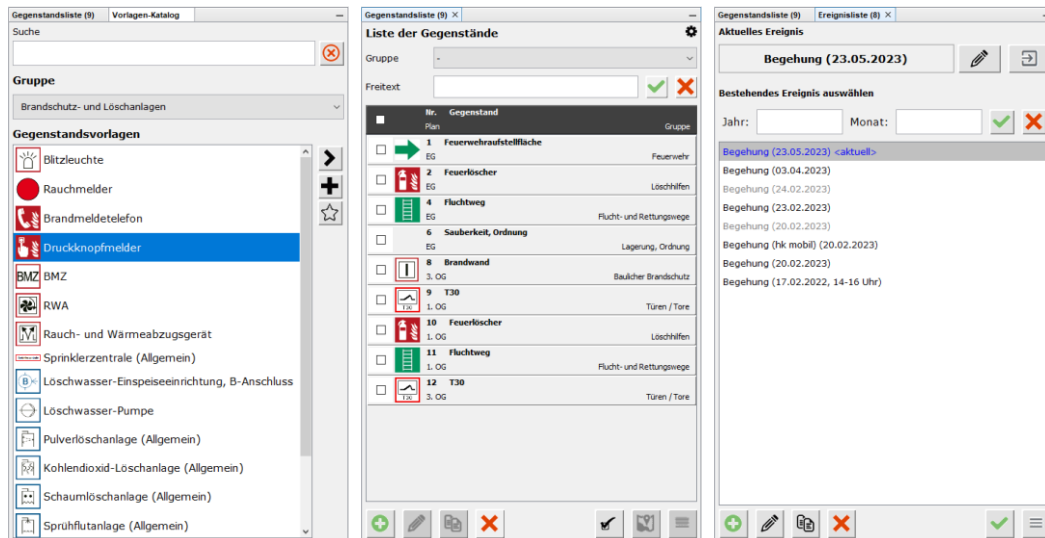 Gegenstandsliste (9) Vorlagen-Katalog
Suche
Gruppe
Brandschutz- und Löschanlagen
Gegenstandsvorlagen
Blitzleuchte
Rauchmelder
Brandmeldetelefon
Druckknopfmelder
BMZ BMZ
RWA
Rauch- und Wärmeabzugsgerät
Sprinklerzentrale (Allgemein)
B Löschwasser-Einspeiseeinrichtung, B-Anschluss
Löschwasser-Pumpe
Pulverlöschanlage (Allgemein)
Kohlendioxid-Löschanlage (Allgemein)
Schaumlöschanlage (Allgemein)
Sprühflutanlage (Allgemein)
Gegenstandsliste (9)
Liste der Gegenstände
Gruppe -
Freitext
Nr. Gegenstand
Plan Gruppe
1 Feuerwehraufstellfläche
EG Feuerwehr
2 Feuerlöscher
EG Löschhilfen
4 Fluchtweg
EG Flucht- und Rettungswege
6 Sauberkeit, Ordnung
EG Lagerung, Ordnung
8 Brandwand
3. OG Baulicher Brandschutz
9 T30
T30 1. OG Türen / Tore
10 Feuerlöscher
1. OG Löschhilfen
11 Fluchtweg
1. OG Flucht- und Rettungswege
12 T30
T30 3. OG Türen / Tore
Gegenstandsliste (9) Ereignisliste (8)
Aktuelles Ereignis
Begehung (23.05.2023)
Bestehendes Ereignis auswählen
Jahr: Monat:
Begehung (23.05.2023) <aktuell>
Begehung (03.04.2023)
Begehung (24.02.2023)
Begehung (23.02.2023)
Begehung (20.02.2023)
Begehung (hk mobil) (20.02.2023)
Begehung (20.02.2023)
Begehung (17.02.2022, 14-16 Uhr)